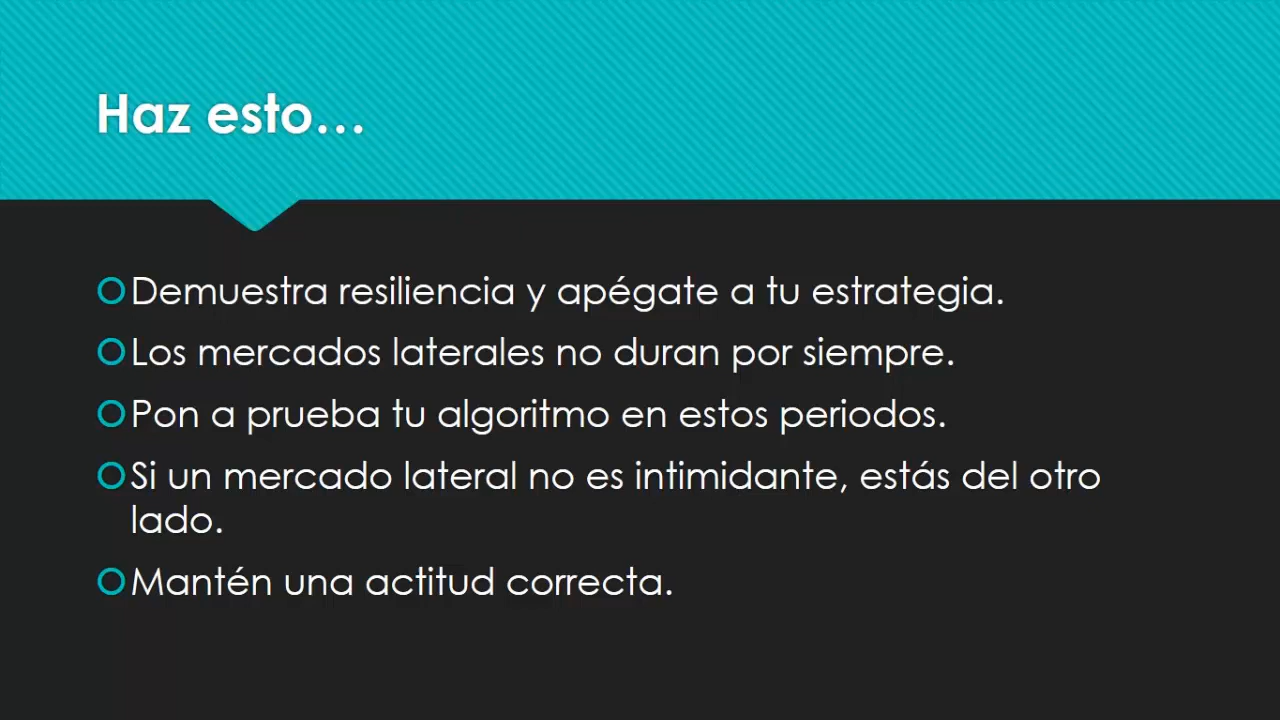 Haz esto...
Demuestra resiliencia y apégate a tu estrategia.
Los mercados laterales no duran por siempre.
Pon a prueba tu algoritmo en estos periodos.
Si un mercado lateral no es intimidante, estás del otro
lado.
Mantén una actitud correcta.